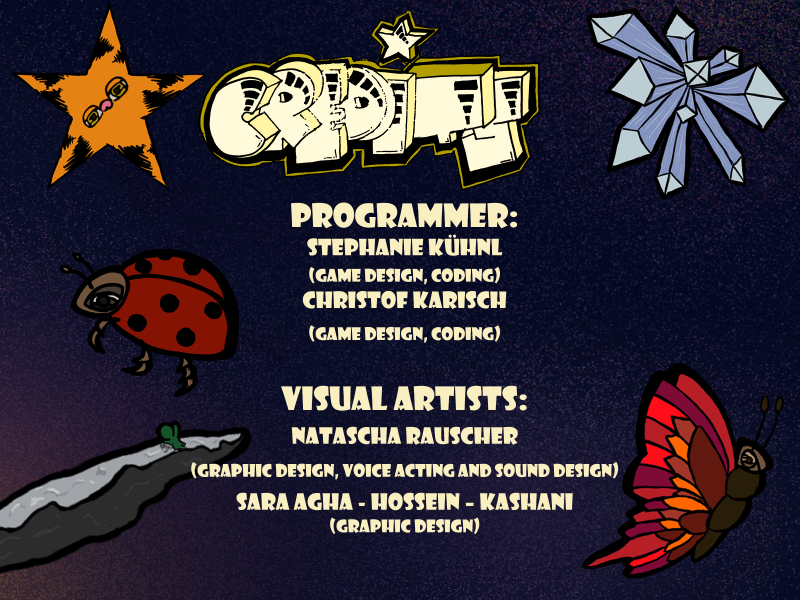 CREDITS
PROGRAMMER:
STEPHANIE KÜHNL
(GAME DESIGN, CODING)
CHRISTOF KARISCH
(GAME DESIGN, CODING)
VISUAL ARTISTS:
NATASCHA RAUSCHER
(GRAPHIC DESIGN, VOICE ACTING AND SOUND DESIGN)
SARA AGHA - HOSSEIN - KASHANI
(GRAPHIC DESIGN)